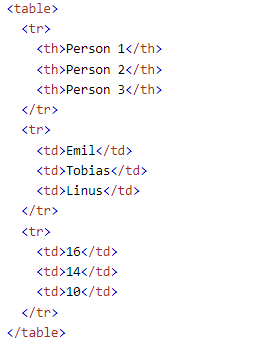 <table>
  <tr>
    <th>Person 1</th>
    <th>Person 2</th>
    <th>Person 3</th>
  </tr>
  <tr>
    <td>Emil</td>
    <td>Tobias</td>
    <td>Linus</td>
  </tr>
  <tr>
    <td>16</td>
    <td>14</td>
    <td>10</td>
  </tr>
</table>